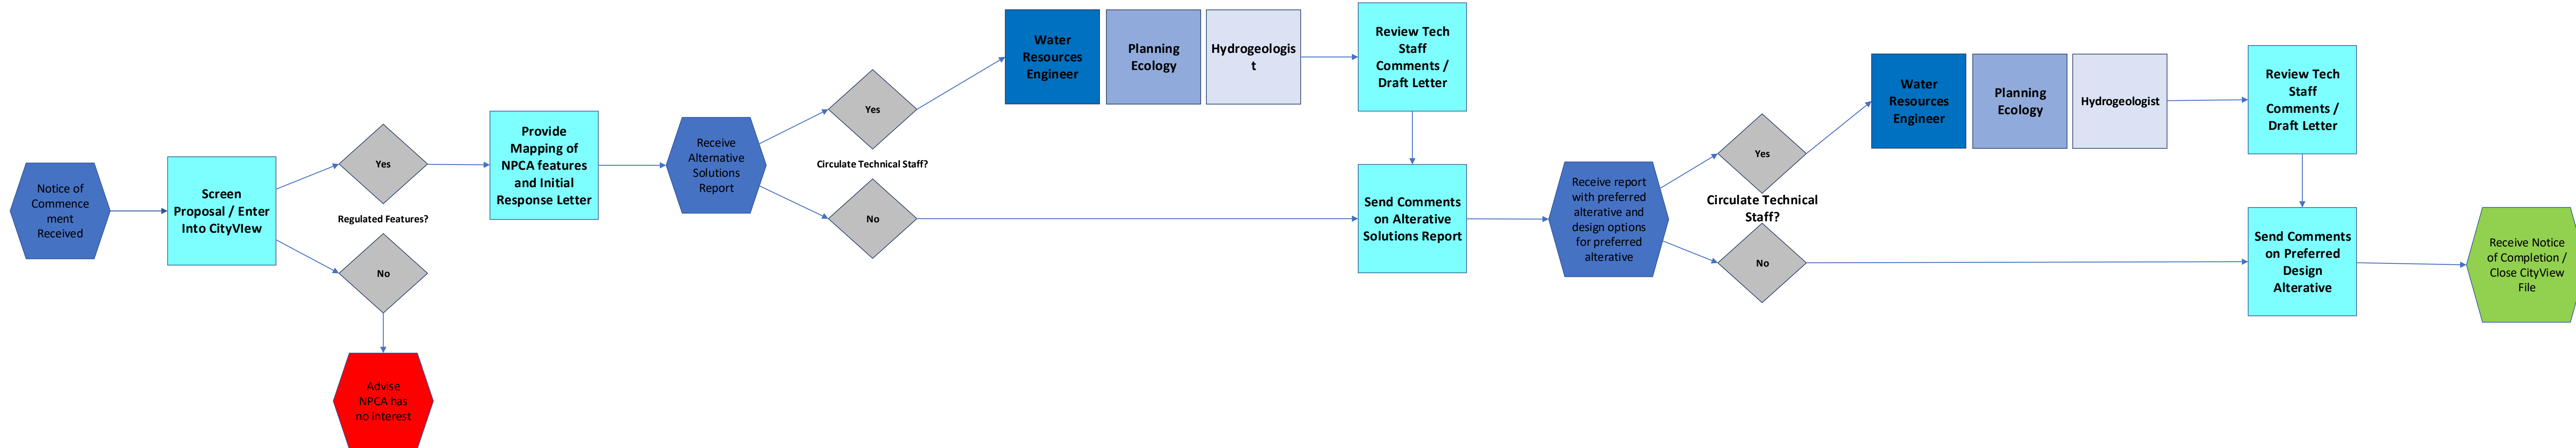 Notice of
Commence
ment
Received
Screen
Proposal / Enter
Into CityVIew
Yes
Regulated Features?
No
Advise
NPCA has
no interest
Provide
Mapping of
NPCA features
and Initial
Response Letter
Receive
Alternative
Solutions
Report
Yes
Circulate Technical Staff?
No
Water
Resources
Engineer
Planning
Ecology
Hydrogeologis
t
Review Tech
Staff
Comments /
Draft Letter
Send Comments
on Alterative
Solutions Report
Receive report
with preferred
alterative and
design options
for preferred
alterative
Yes
Circulate Technical
Staff?
No
Water
Resources
Engineer
Planning
Ecology
Hydrogeologist
Review Tech
Staff
Comments /
Draft Letter
Send Comments
on Preferred
Design
Alterative
Receive Notice
of Completion /
Close CityView
File